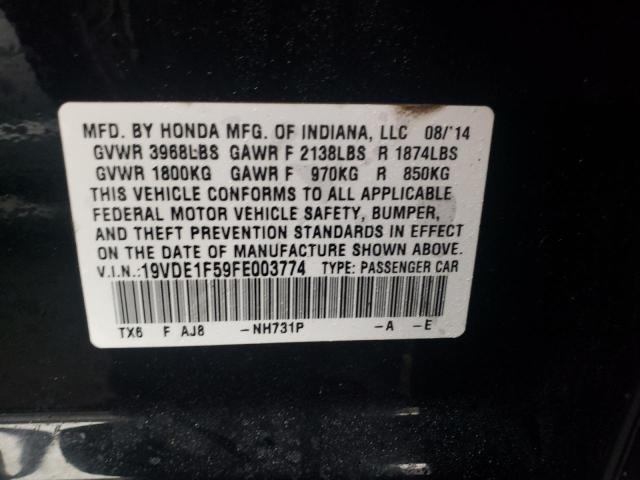 MFD. BY HONDA MFG. OF INDIANA, LLC 08/'14
GVWR 3968LBS GAWR F 2138LBS R 1874LBS
GVWR 1800KG GAWR F 970KG R 850KG
THIS VEHICLE CONFORMS TO ALL APPLICABLE
FEDERAL MOTOR VEHICLE SAFETY, BUMPER,
AND THEFT PREVENTION STANDARDS IN EFFECT
ON THE DATE OF MANUFACTURE SHOWN ABOVE.
V.I.N.:19VDE1F59FE003774 TYPE: PASSENGER CAR
TX6 F AJ8 -NH731P -A -E